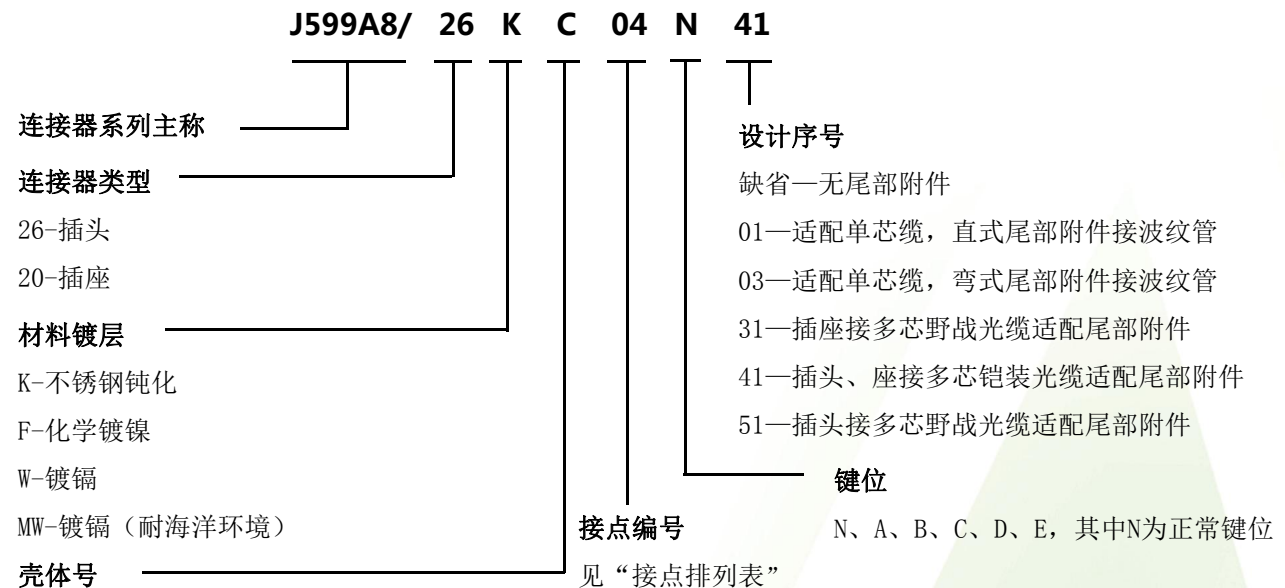 J599A8/ 26 K C 04 N 41
连接器系列主称
连接器类型
26-插头
20-插座
材料镀层
K-不锈钢钝化
F-化学镀镍
W-镀镉
MW-镀镉（耐海洋环境）
壳体号
接点编号
见“接点排列表”
设计序号
缺省—无尾部附件
01—适配单芯缆，直式尾部附件接波纹管
03—适配单芯缆，弯式尾部附件接波纹管
31—插座接多芯野战光缆适配尾部附件
41—插头、座接多芯铠装光缆适配尾部附件
51—插头接多芯野战光缆适配尾部附件
键位
N、A、B、C、D、E，其中N为正常键位